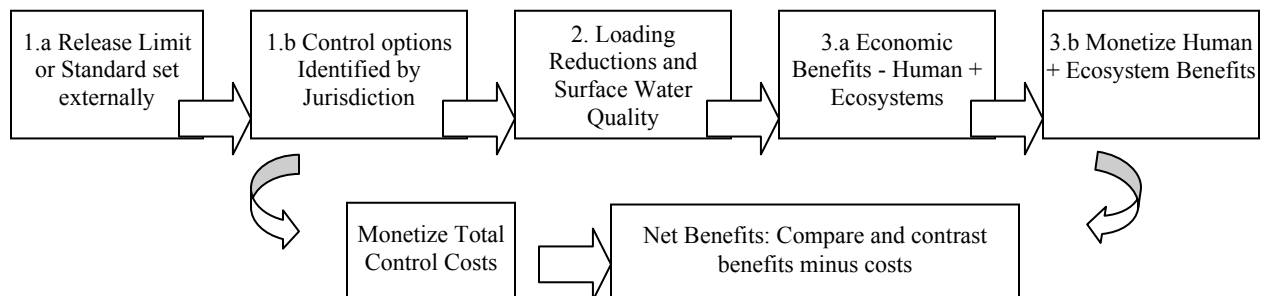 1.a Release Limit
or Standard set
externally
1.b Control options
Identified by
Jurisdiction
2. Loading
Reductions and
Surface Water
Quality
3.a Economic
Benefits - Human +
Ecosystems
3.b Monetize Human
+ Ecosystem Benefits
Monetize Total
Control Costs
Net Benefits: Compare and contrast
benefits minus costs